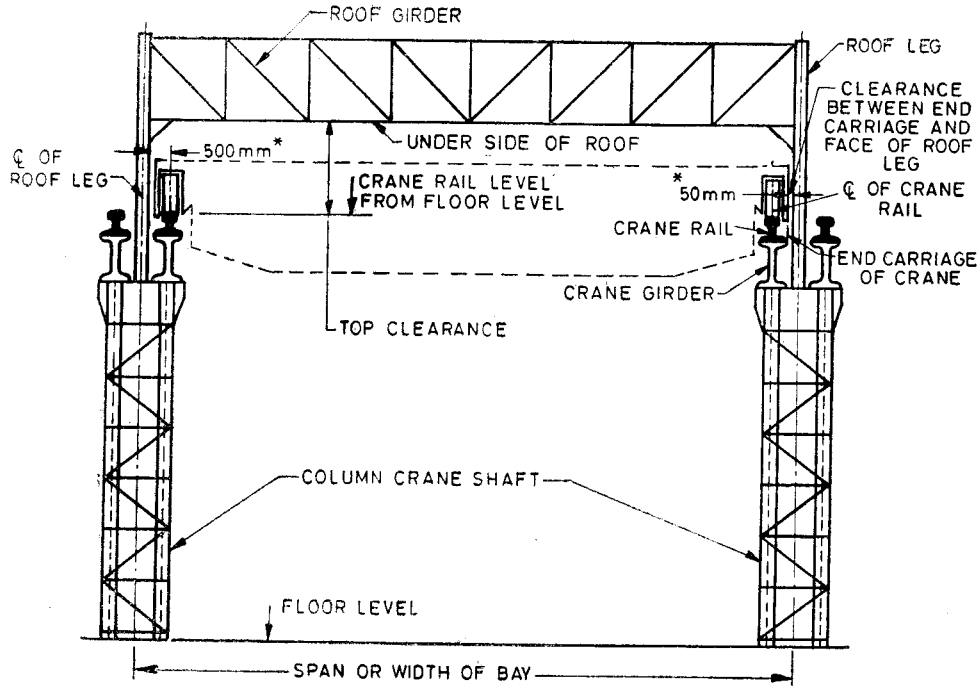 ROOF GIRDER
ROOF LEG
CLEARANCE
BETWEEN END
CARRIAGE AND
FACE OF ROOF
LEG
UNDER SIDE OF ROOF
℄ OF
ROOF LEG
500mm*
CRANE RAIL LEVEL
FROM FLOOR LEVEL
*50mm
℄ OF CRANE
RAIL
CRANE RAIL
END CARRIAGE
OF CRANE
CRANE GIRDER
TOP CLEARANCE
COLUMN CRANE SHAFT
FLOOR LEVEL
SPAN OR WIDTH OF BAY